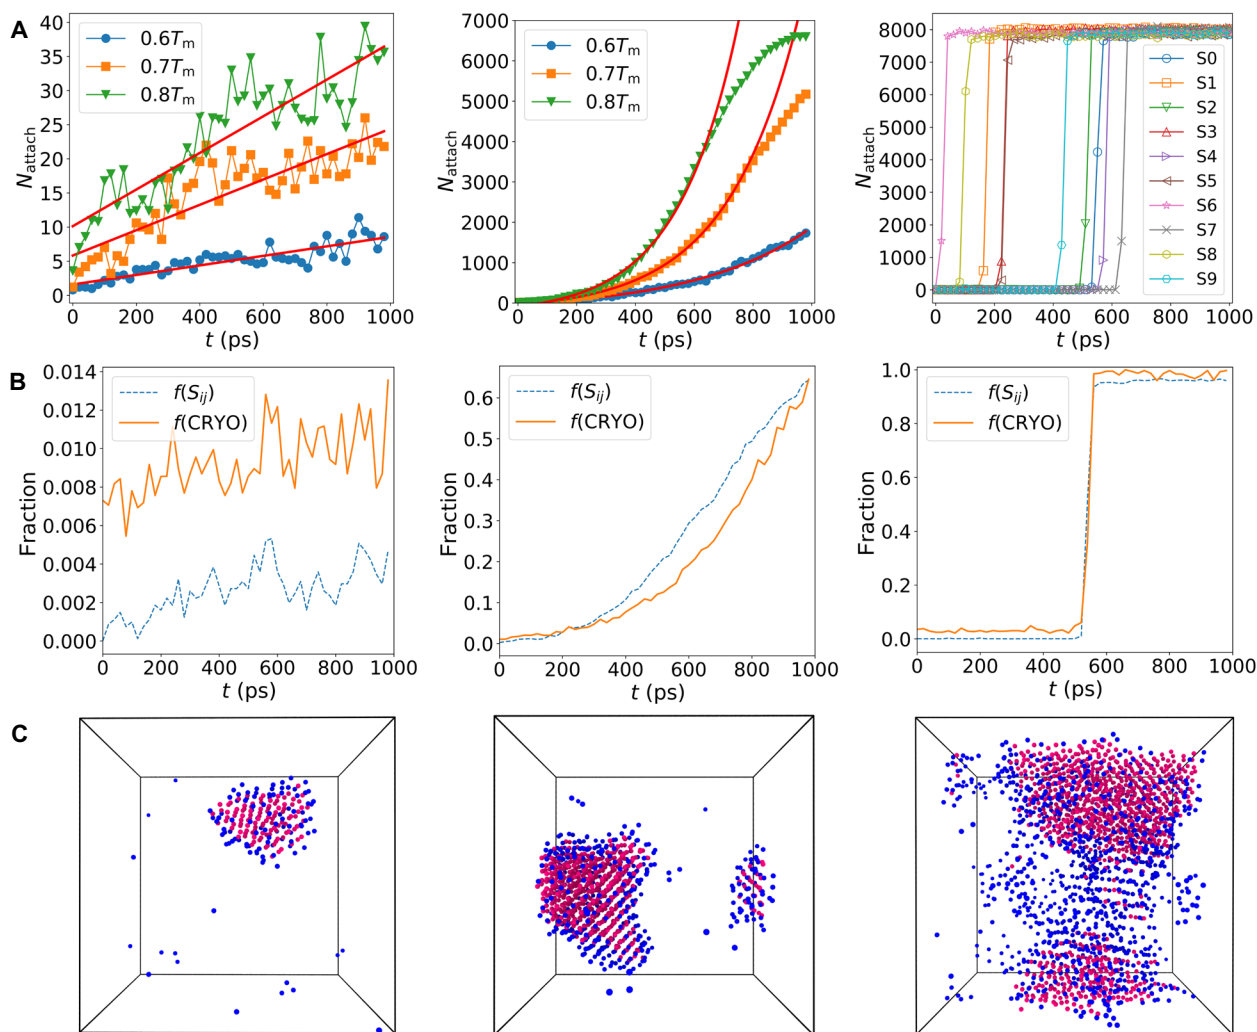 A
40
35
30
25
20
15
10
5
0
N_attach
0.6T_m
0.7T_m
0.8T_m
0 200 400 600 800 1000
t (ps)
7000
6000
5000
4000
3000
2000
1000
0
N_attach
0.6T_m
0.7T_m
0.8T_m
0 200 400 600 800 1000
t (ps)
8000
7000
6000
5000
4000
3000
2000
1000
0
N_attach
S0
S1
S2
S3
S4
S5
S6
S7
S8
S9
0 200 400 600 800 1000
t (ps)
B
0.014
0.012
0.010
0.008
0.006
0.004
0.002
0.000
Fraction
f(S_ij)
f(CRYO)
0 200 400 600 800 1000
t (ps)
0.6
0.5
0.4
0.3
0.2
0.1
0.0
Fraction
f(S_ij)
f(CRYO)
0 200 400 600 800 1000
t (ps)
1.0
0.8
0.6
0.4
0.2
0.0
Fraction
f(S_ij)
f(CRYO)
0 200 400 600 800 1000
t (ps)
C